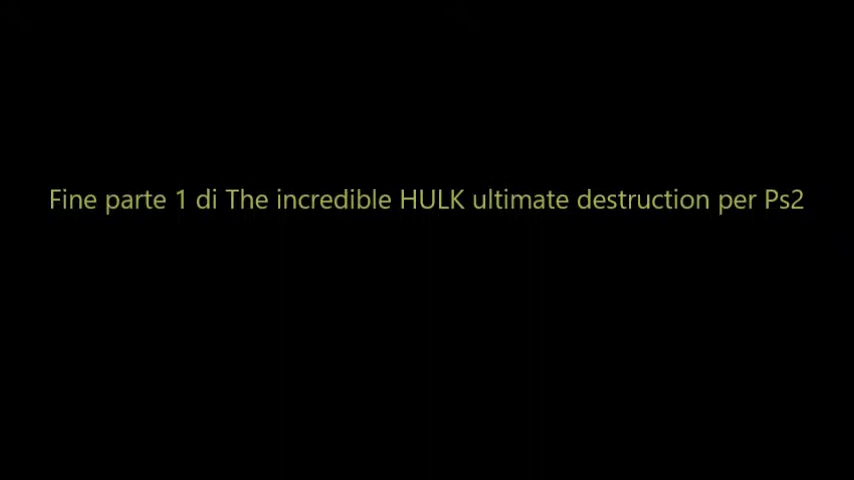 Fine parte 1 di The incredible HULK ultimate destruction per Ps2